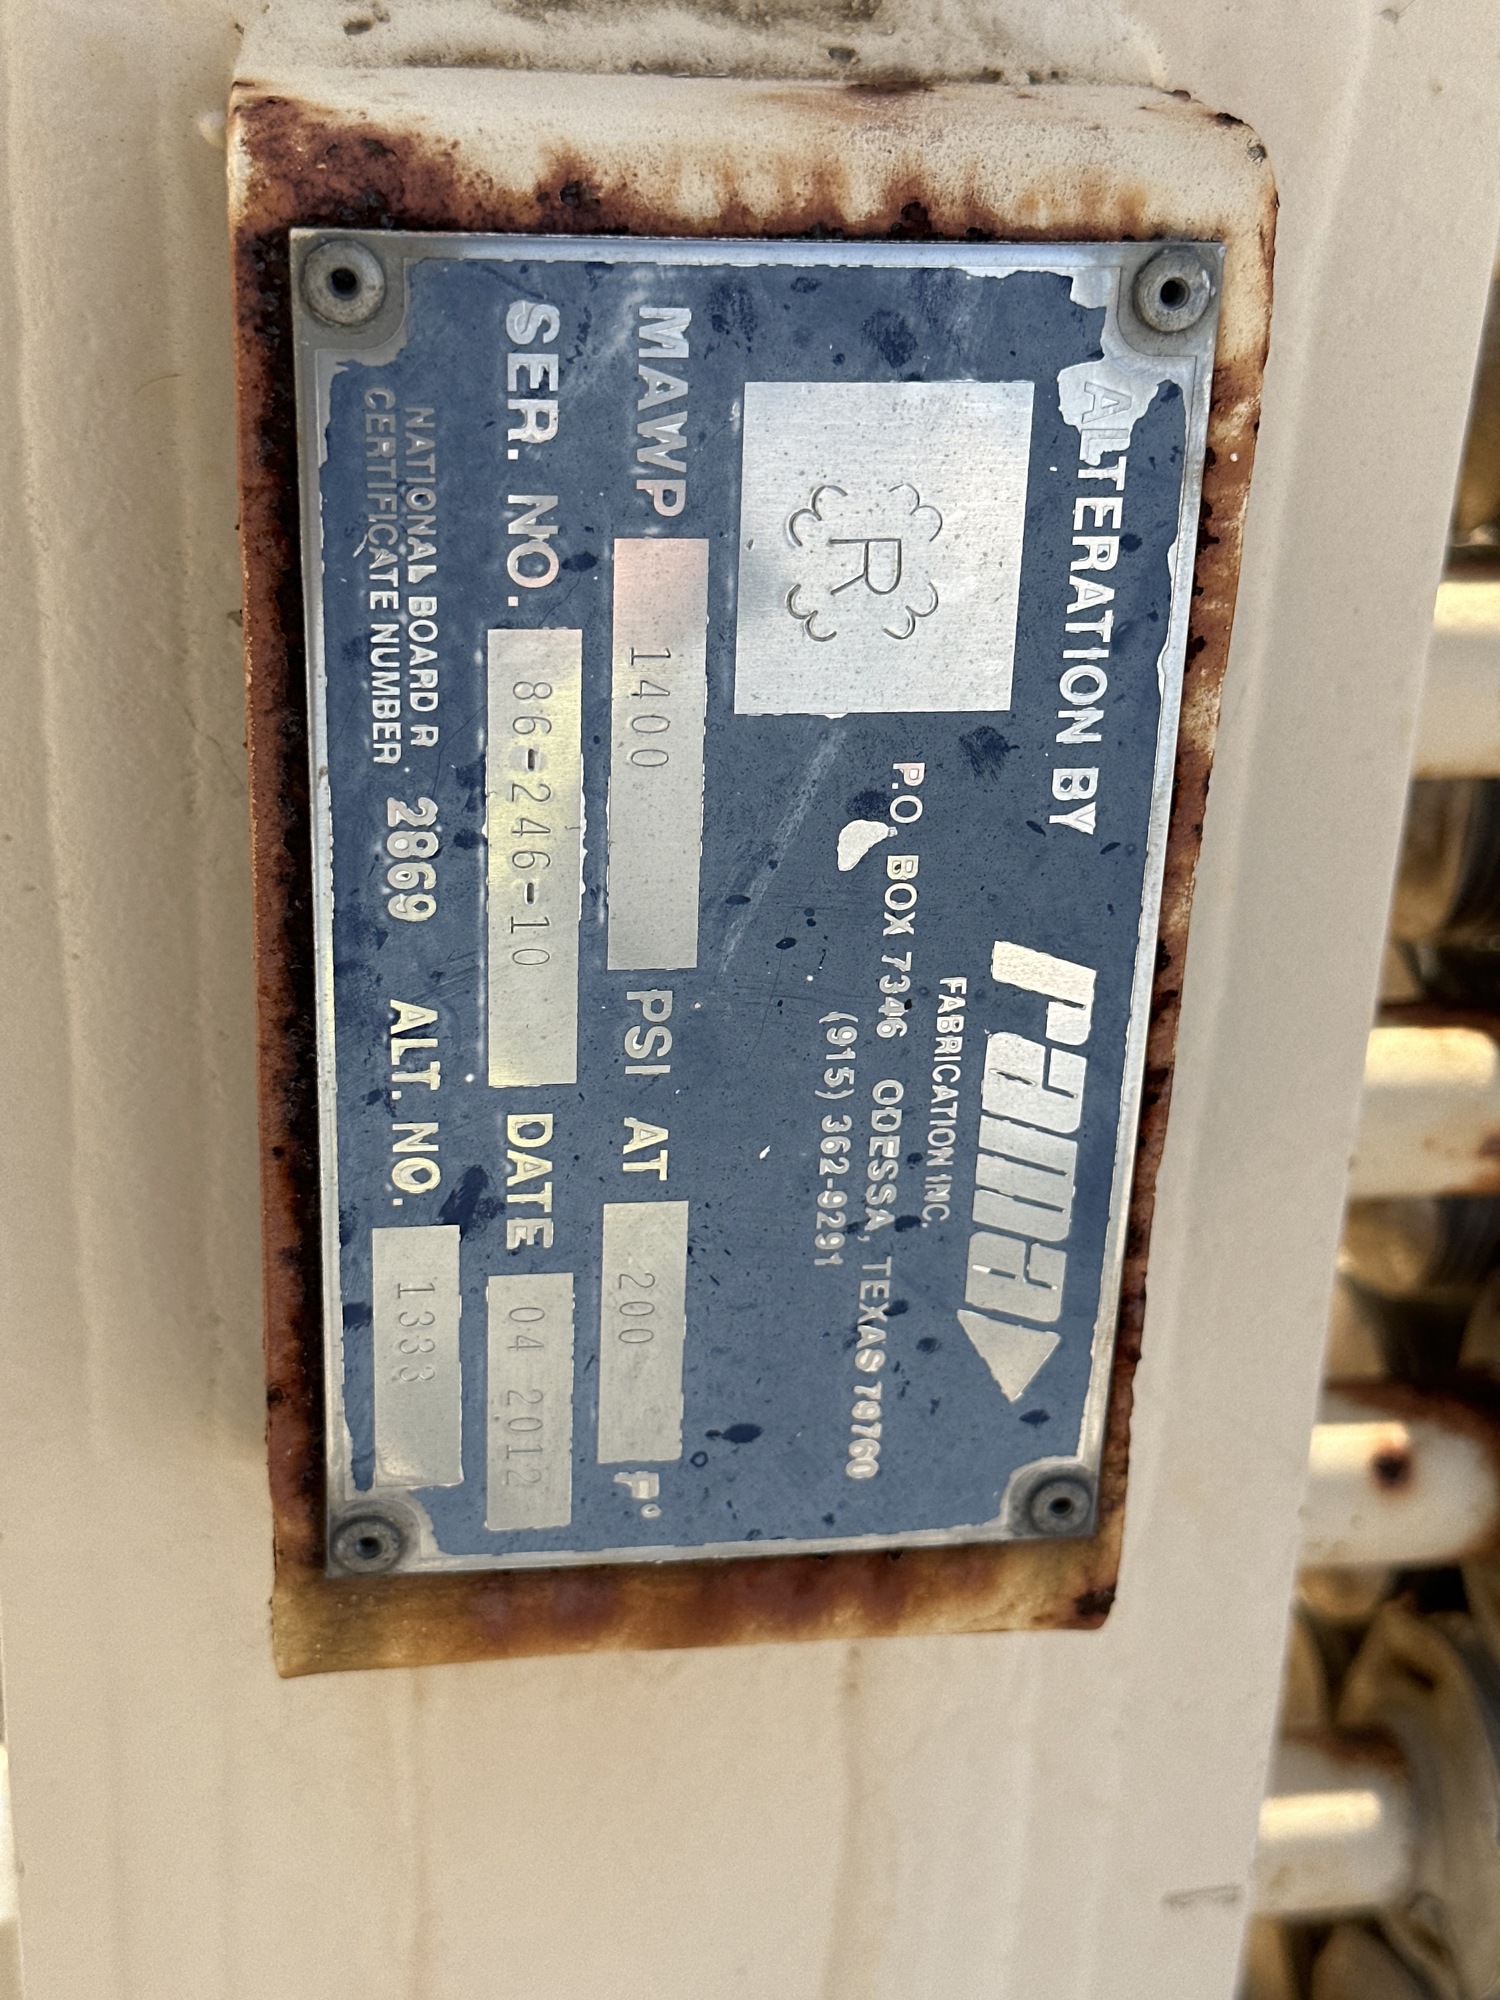 ALTERATION BY rama
FABRICATION INC.
R
P.O. BOX 7346 ODESSA, TEXAS 79760
(915) 362-9291
MAWP 1400 PSI AT 200 F°
SER. NO. 86-246-10 DATE 04 2012
NATIONAL BOARD R
CERTIFICATE NUMBER 2869 ALT. NO. 1333